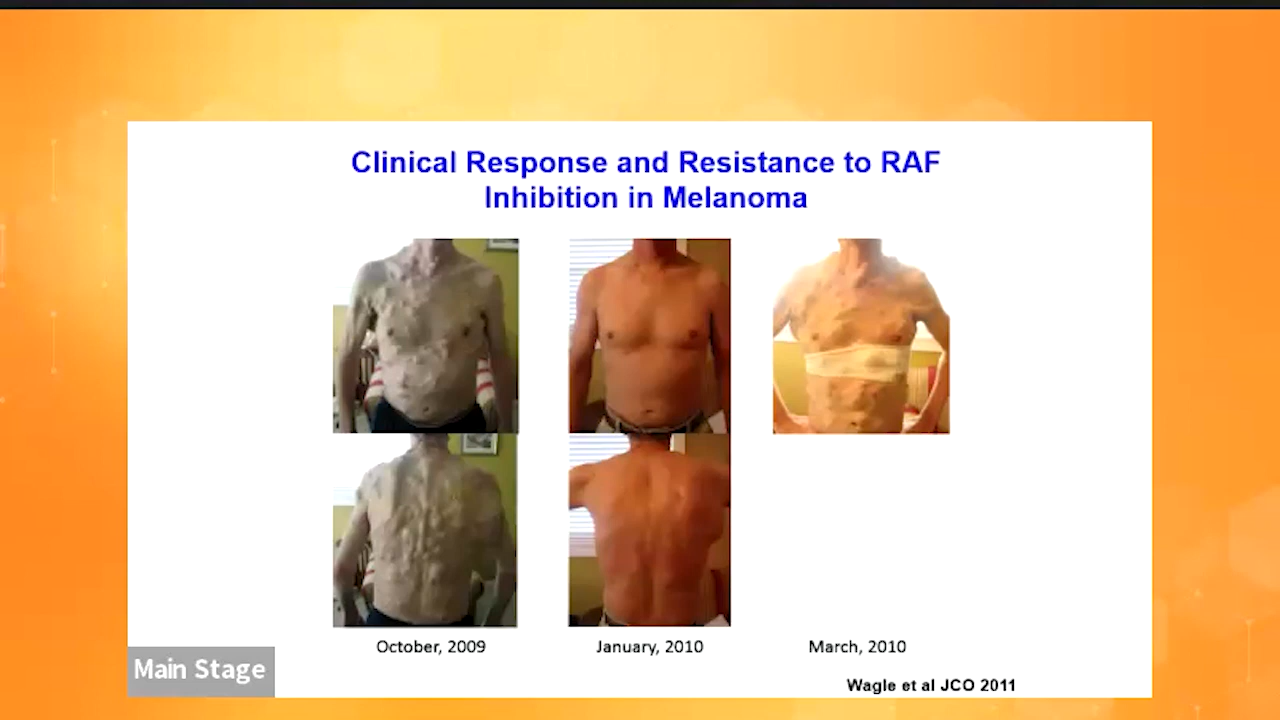 Clinical Response and Resistance to RAF
Inhibition in Melanoma
October, 2009
January, 2010
March, 2010
Main Stage
Wagle et al JCO 2011